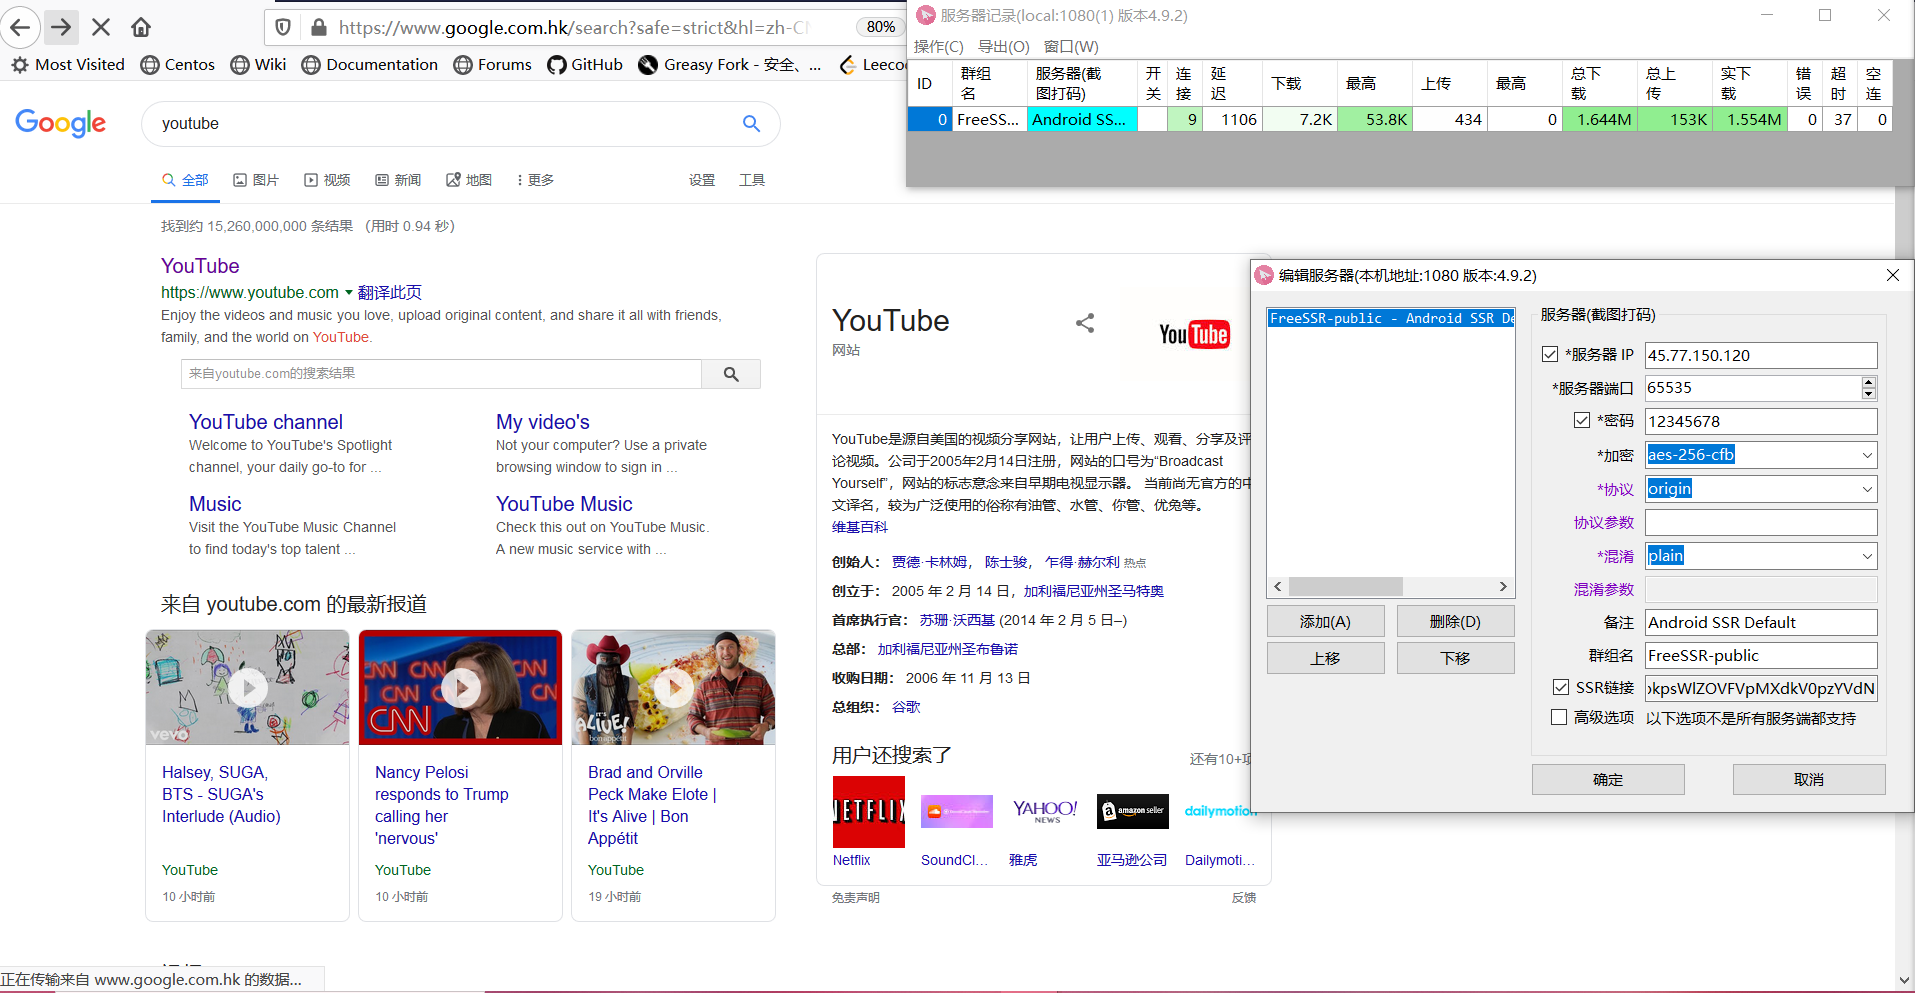 https://www.google.com.hk/search?safe=strict&hl=zh-CN
80%
Most Visited
Centos
Wiki
Documentation
Forums
GitHub
Greasy Fork - 安全、...
Google
youtube
全部
图片
视频
新闻
地图
更多
设置
工具
找到约 15,260,000,000 条结果 （用时 0.94 秒）
YouTube
https://www.youtube.com 翻译此页
Enjoy the videos and music you love, upload original content, and share it all with friends,
family, and the world on YouTube.
来自youtube.com的搜索结果
YouTube channel
Welcome to YouTube's Spotlight
channel, your daily go-to for ...
My video's
Not your computer? Use a private
browsing window to sign in ...
Music
Visit the YouTube Music Channel
to find today's top talent ...
YouTube Music
Check this out on YouTube Music.
A new music service with ...
来自 youtube.com 的最新报道
vevo
Halsey, SUGA,
BTS - SUGA's
Interlude (Audio)
YouTube
10 小时前
CNN CNN CNN
CNN
Nancy Pelosi
responds to Trump
calling her
'nervous'
YouTube
10 小时前
IT'S
ALIVE!
bon appétit
Brad and Orville
Peck Make Elote |
It's Alive | Bon
Appétit
YouTube
19 小时前
正在传输来自 www.google.com.hk 的数据...
YouTube
网站
YouTube
YouTube是源自美国的视频分享网站，让用户上传、观看、分享及评
论视频。公司于2005年2月14日注册，网站的口号为“Broadcast
Yourself”，网站的标志意念来自早期电视显示器。 当前尚无官方的中
文译名，较为广泛使用的俗称有油管、水管、你管、优兔等。
维基百科
创始人： 贾德·卡林姆， 陈士骏， 乍得·赫尔利 热点
创立于： 2005 年 2 月 14 日，加利福尼亚州圣马特奥
首席执行官： 苏珊·沃西基 (2014 年 2 月 5 日–)
总部： 加利福尼亚州圣布鲁诺
收购日期： 2006 年 11 月 13 日
总组织： 谷歌
用户还搜索了
还有10+项
NETFLIX
YAHOO!
NEWS
amazon seller
dailymotion
Netflix
SoundCl...
雅虎
亚马逊公司
Dailymoti...
免责声明
反馈
服务器记录(local:1080(1) 版本4.9.2)
操作(C) 导出(O) 窗口(W)
ID 群组名 服务器(截图打码) 开关 连接 延迟 下载 最高 上传 最高 总下载 总上传 实下载 错误 超时 空连
0 FreeSS... Android SS... 9 1106 7.2K 53.8K 434 0 1.644M 153K 1.554M 0 37 0
编辑服务器(本机地址:1080 版本:4.9.2)
FreeSSR-public - Android SSR De
添加(A)
删除(D)
上移
下移
服务器(截图打码)
*服务器 IP 45.77.150.120
*服务器端口 65535
*密码 12345678
*加密 aes-256-cfb
*协议 origin
协议参数
*混淆 plain
混淆参数
备注 Android SSR Default
群组名 FreeSSR-public
SSR链接 kpsWlZOVFVpMXdkV0pzYVdN
高级选项 以下选项不是所有服务端都支持
确定
取消